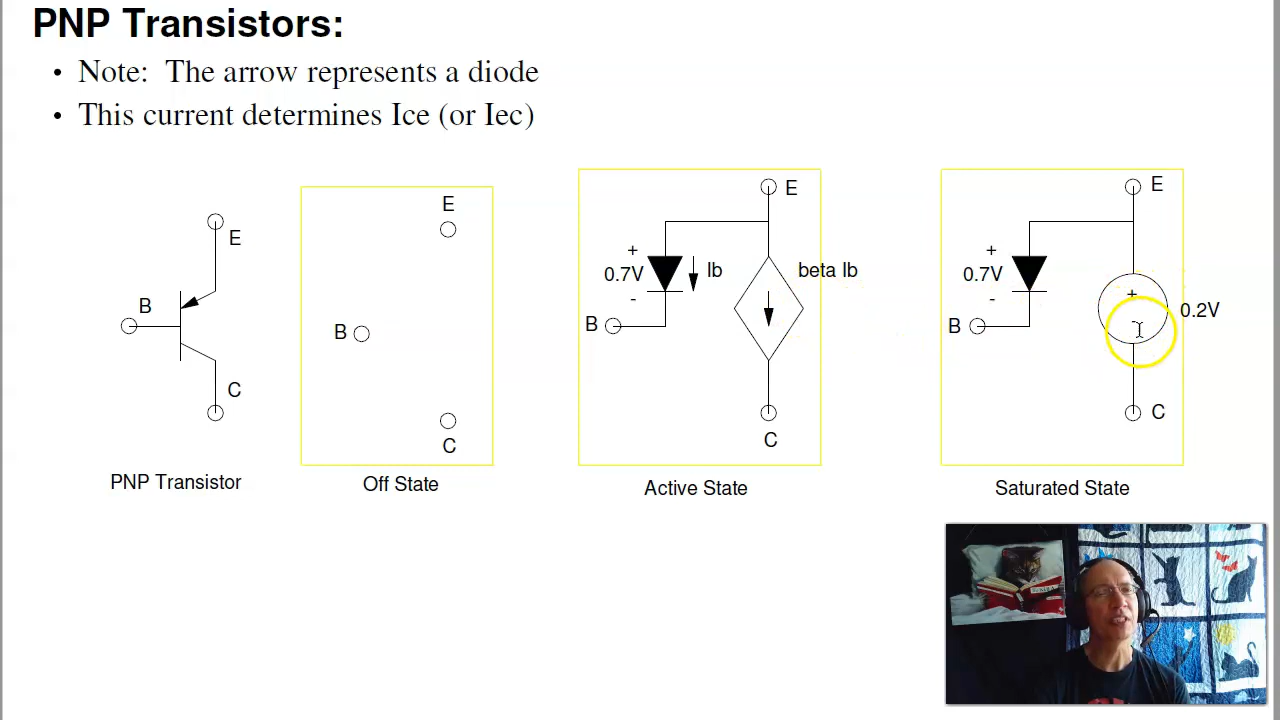 PNP Transistors:
• Note: The arrow represents a diode
• This current determines Ice (or Iec)
E
B
C
PNP Transistor
E
B
C
Off State
E
+
0.7V
-
Ib
beta Ib
B
C
Active State
E
+
0.7V
-
+
-
0.2V
B
C
Saturated State